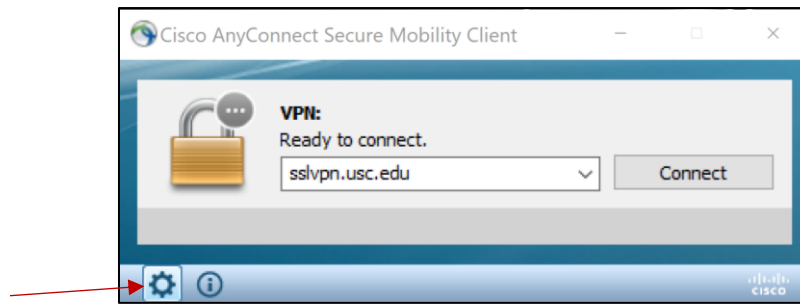 Cisco AnyConnect Secure Mobility Client
VPN:
Ready to connect.
sslvpn.usc.edu
Connect
CISCO